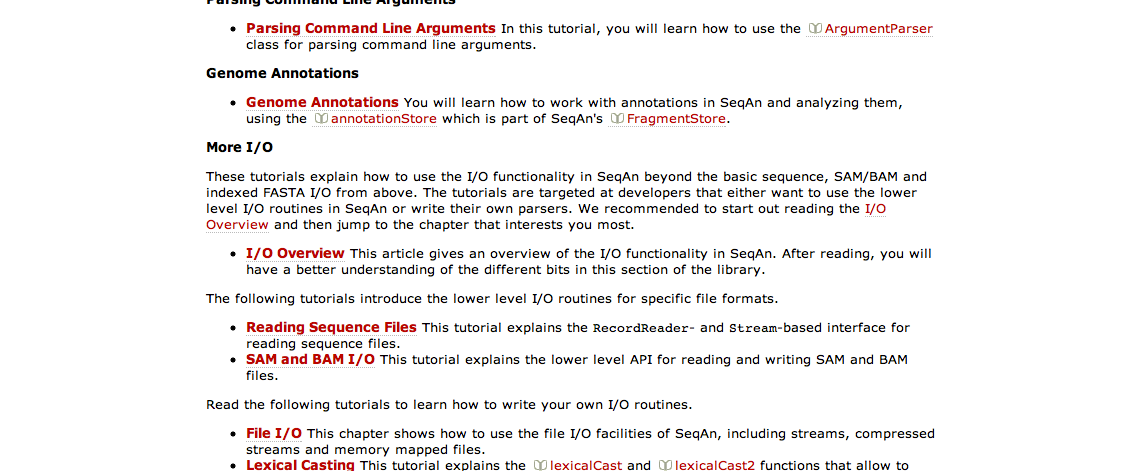 Parsing Command Line Arguments
• Parsing Command Line Arguments In this tutorial, you will learn how to use the ArgumentParser
class for parsing command line arguments.
Genome Annotations
• Genome Annotations You will learn how to work with annotations in SeqAn and analyzing them,
using the annotationStore which is part of SeqAn's FragmentStore.
More I/O
These tutorials explain how to use the I/O functionality in SeqAn beyond the basic sequence, SAM/BAM and
indexed FASTA I/O from above. The tutorials are targeted at developers that either want to use the lower
level I/O routines in SeqAn or write their own parsers. We recommended to start out reading the I/O
Overview and then jump to the chapter that interests you most.
• I/O Overview This article gives an overview of the I/O functionality in SeqAn. After reading, you will
have a better understanding of the different bits in this section of the library.
The following tutorials introduce the lower level I/O routines for specific file formats.
• Reading Sequence Files This tutorial explains the RecordReader- and Stream-based interface for
reading sequence files.
• SAM and BAM I/O This tutorial explains the lower level API for reading and writing SAM and BAM
files.
Read the following tutorials to learn how to write your own I/O routines.
• File I/O This chapter shows how to use the file I/O facilities of SeqAn, including streams, compressed
streams and memory mapped files.
• Lexical Casting This tutorial explains the lexicalCast and lexicalCast2 functions that allow to